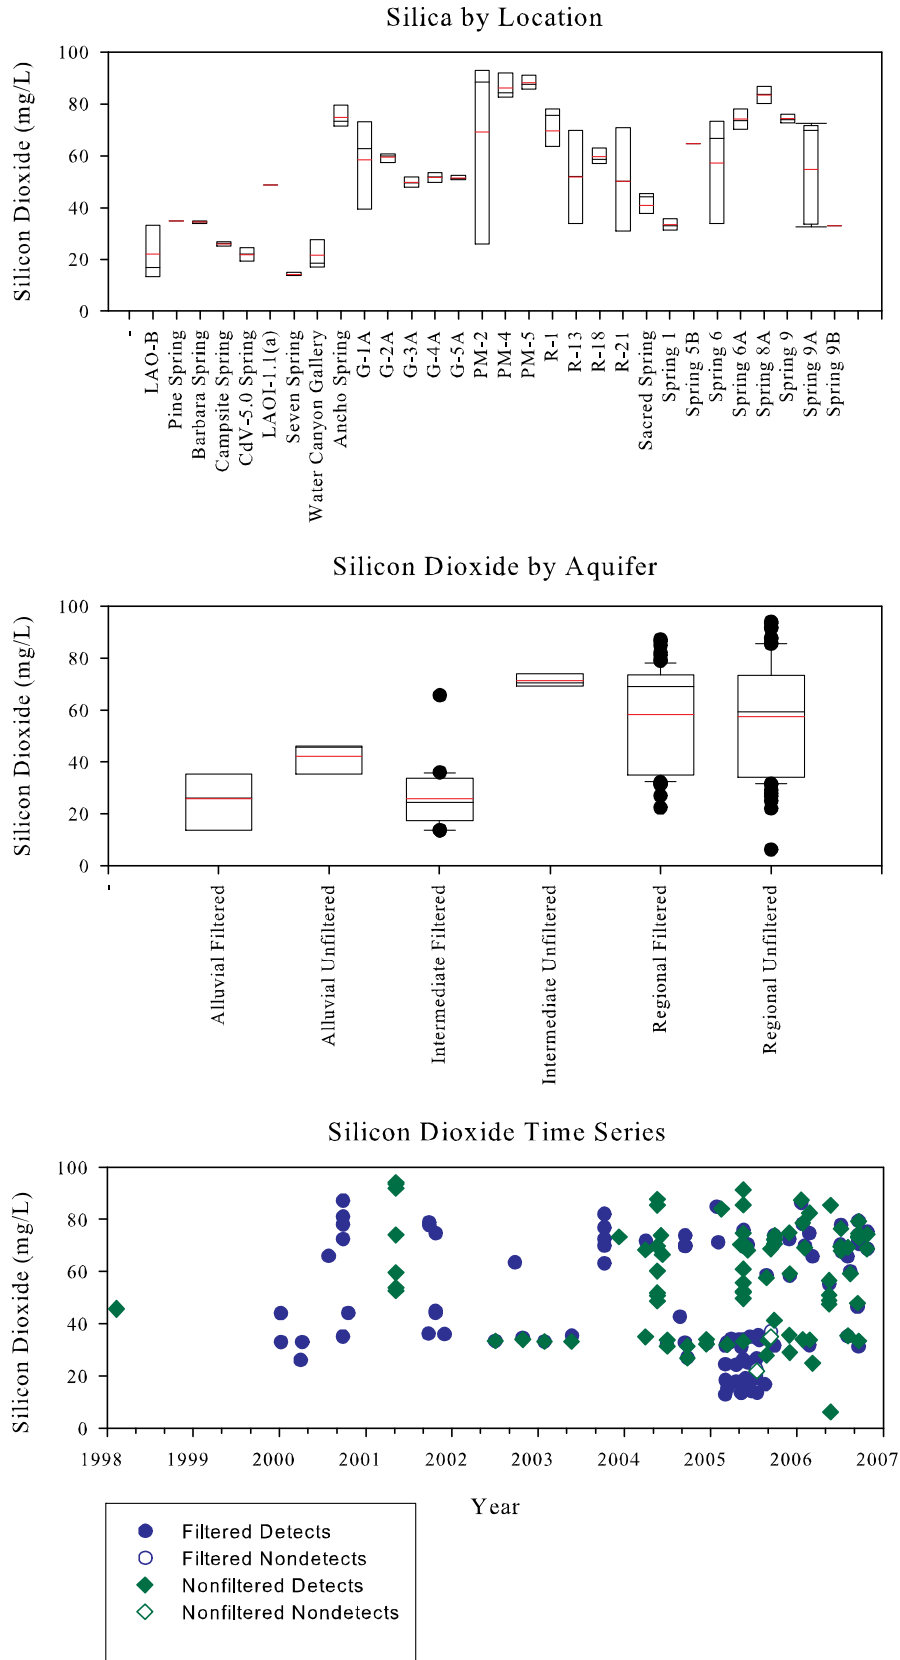 Silica by Location
Silicon Dioxide (mg/L)
100
80
60
40
20
0
-
LAO-B
Pine Spring
Barbara Spring
Campsite Spring
CdV-5.0 Spring
LAOI-1.1(a)
Seven Spring
Water Canyon Gallery
Ancho Spring
G-1A
G-2A
G-3A
G-4A
G-5A
PM-2
PM-4
PM-5
R-1
R-13
R-18
R-21
Sacred Spring
Spring 1
Spring 5B
Spring 6
Spring 6A
Spring 8A
Spring 9
Spring 9A
Spring 9B
Silicon Dioxide by Aquifer
Silicon Dioxide (mg/L)
100
80
60
40
20
0
-
Alluvial Filtered
Alluvial Unfiltered
Intermediate Filtered
Intermediate Unfiltered
Regional Filtered
Regional Unfiltered
Silicon Dioxide Time Series
Silicon Dioxide (mg/L)
100
80
60
40
20
0
1998 1999 2000 2001 2002 2003 2004 2005 2006 2007
Year
Filtered Detects
Filtered Nondetects
Nonfiltered Detects
Nonfiltered Nondetects